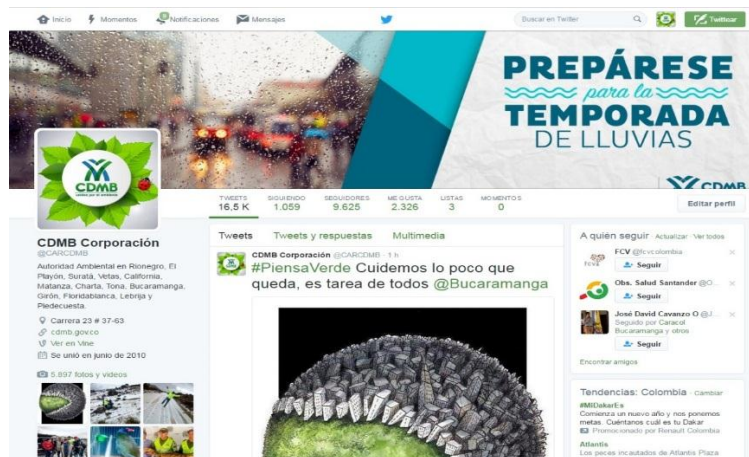 Inicio
Momentos
Notificaciones
Mensajes
Buscar en Twitter
Twittear
PREPÁRESE
para la
TEMPORADA
DE LLUVIAS
CDMB
CDMB
TWEETS
16,5 K
SIGUIENDO
1.059
SEGUIDORES
9.625
ME GUSTA
2.326
LISTAS
3
MOMENTOS
0
Editar perfil
CDMB Corporación
@CARCDMB
Autoridad Ambiental en Rionegro, El
Playón, Suratá, Vetas, California,
Matanza, Charta, Tona, Bucaramanga,
Girón, Floridablanca, Lebrija y
Piedecuesta.
Carrera 23 # 37-63
cdmb.gov.co
Ver en Vine
Se unió en junio de 2010
5.897 fotos y videos
Tweets
Tweets y respuestas
Multimedia
CDMB Corporación @CARCDMB · 1 h
#PiensaVerde Cuidemos lo poco que
queda, es tarea de todos @Bucaramanga
A quién seguir · Actualizar · Ver todos
FCV @fcvcolombia
Seguir
Obs. Salud Santander @O...
Seguir
José David Cavanzo O @J...
Seguido por Caracol
Bucaramanga y otros
Seguir
Encontrar amigos
Tendencias: Colombia · Cambiar
#MIDakarEs
Comienza un nuevo año y nos ponemos
metas. Cuéntanos cuál es tu Dakar
Promocionado por Renault Colombia
Atlantis
Los peces incautados de Atlantis Plaza